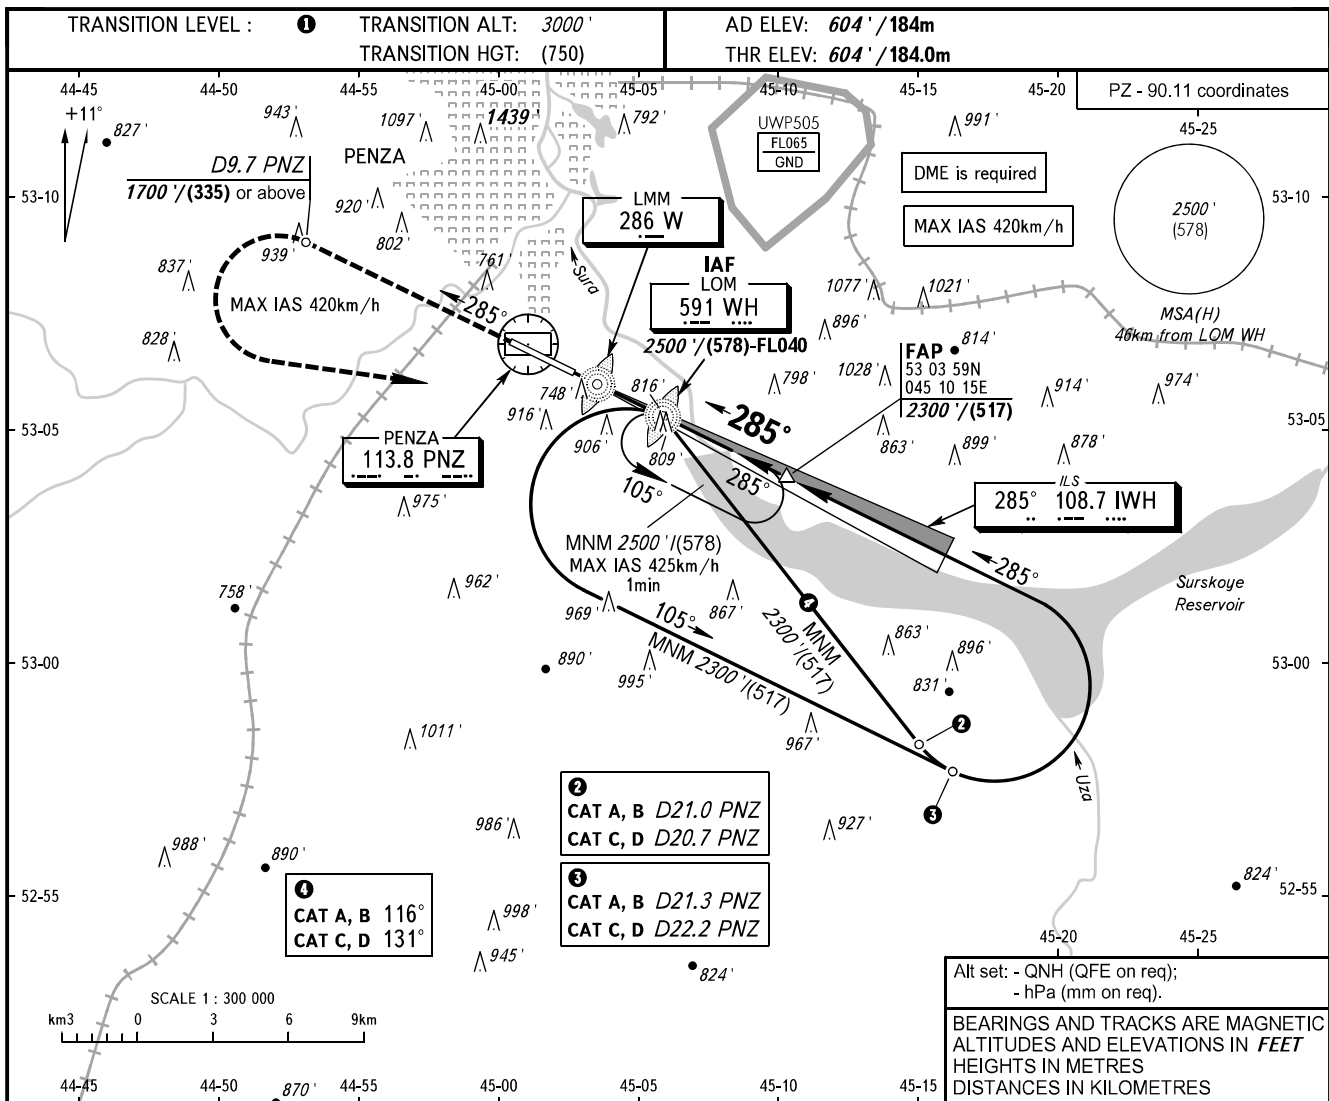 TRANSITION LEVEL : ❶ TRANSITION ALT: 3000'
TRANSITION HGT: (750)
AD ELEV: 604'/184m
THR ELEV: 604'/184.0m
PZ - 90.11 coordinates
44-45 44-50 44-55 45-00 45-05 45-10 45-15 45-20 45-25
+11°
827'
943'
1097'
1439'
792'
991'
UWP505
FL065
GND
PENZA
D9.7 PNZ
1700'/(335) or above
DME is required
MAX IAS 420km/h
53-10
53-10
2500'
(578)
MSA(H)
46km from LOM WH
920'
802'
LMM
286 W
939'
837'
761'
Sura
IAF
LOM
591 WH
2500'/(578)-FL040
1077'
1021'
MAX IAS 420km/h
285°
896'
814'
828'
FAP
53 03 59N
045 10 15E
2300'/(517)
1028'
798'
914'
974'
748'
816'
916'
906'
809'
285°
53-05
53-05
863'
899'
878'
PENZA
113.8 PNZ
975'
105°
285°
ILS
285° 108.7 IWH
MNM 2500'/(578)
MAX IAS 425km/h
1min
285°
Surskoye
Reservoir
962'
758'
969'
867'
105°
MNM 2300'/(517)
❹
MNM
2300'/(517)
863'
896'
831'
53-00
53-00
890'
995'
967'
❷
1011'
Uza
❸
❷
CAT A, B D21.0 PNZ
CAT C, D D20.7 PNZ
986'
927'
988'
890'
❸
CAT A, B D21.3 PNZ
CAT C, D D22.2 PNZ
❹
CAT A, B 116°
CAT C, D 131°
824'
52-55
52-55
998'
945'
824'
45-20 45-25
SCALE 1 : 300 000
km3 0 3 6 9km
Alt set: - QNH (QFE on req);
- hPa (mm on req).
BEARINGS AND TRACKS ARE MAGNETIC
ALTITUDES AND ELEVATIONS IN FEET
HEIGHTS IN METRES
DISTANCES IN KILOMETRES
44-45 44-50 44-55 45-00 45-05 45-10 45-15
870'